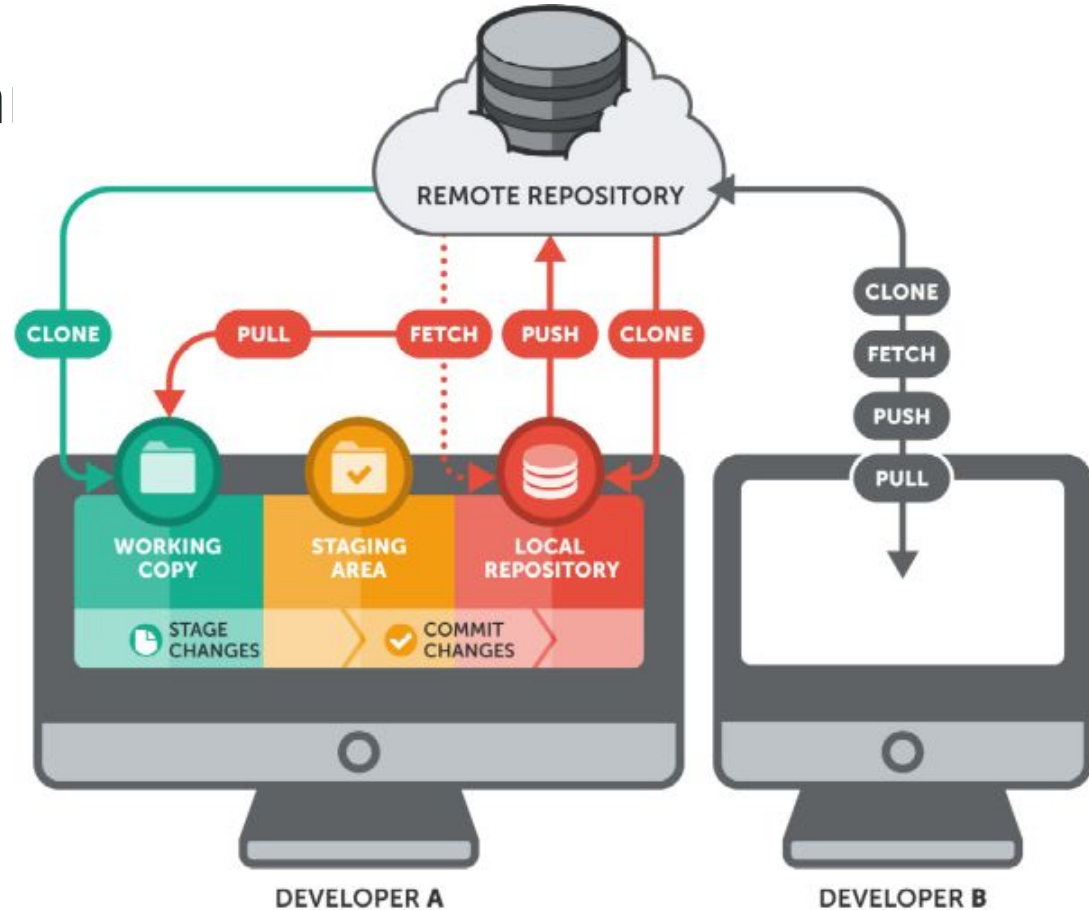 REMOTE REPOSITORY
CLONE
PULL
FETCH
PUSH
CLONE
CLONE
FETCH
PUSH
PULL
WORKING
COPY
STAGING
AREA
LOCAL
REPOSITORY
STAGE
CHANGES
COMMIT
CHANGES
DEVELOPER A
DEVELOPER B